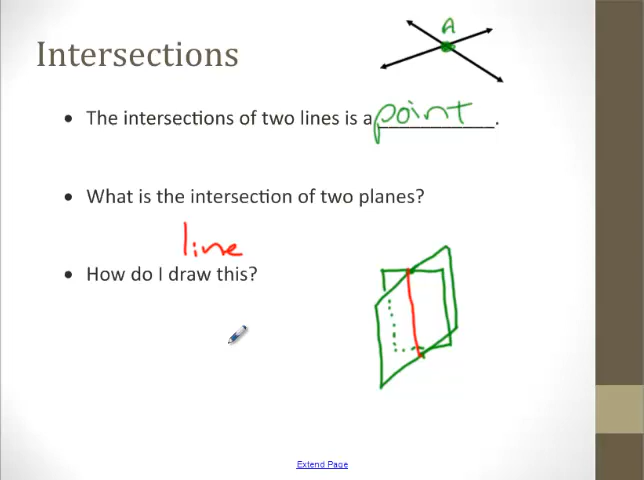 A
Intersections
• The intersections of two lines is a point.
• What is the intersection of two planes?
line
• How do I draw this?
Extend Page